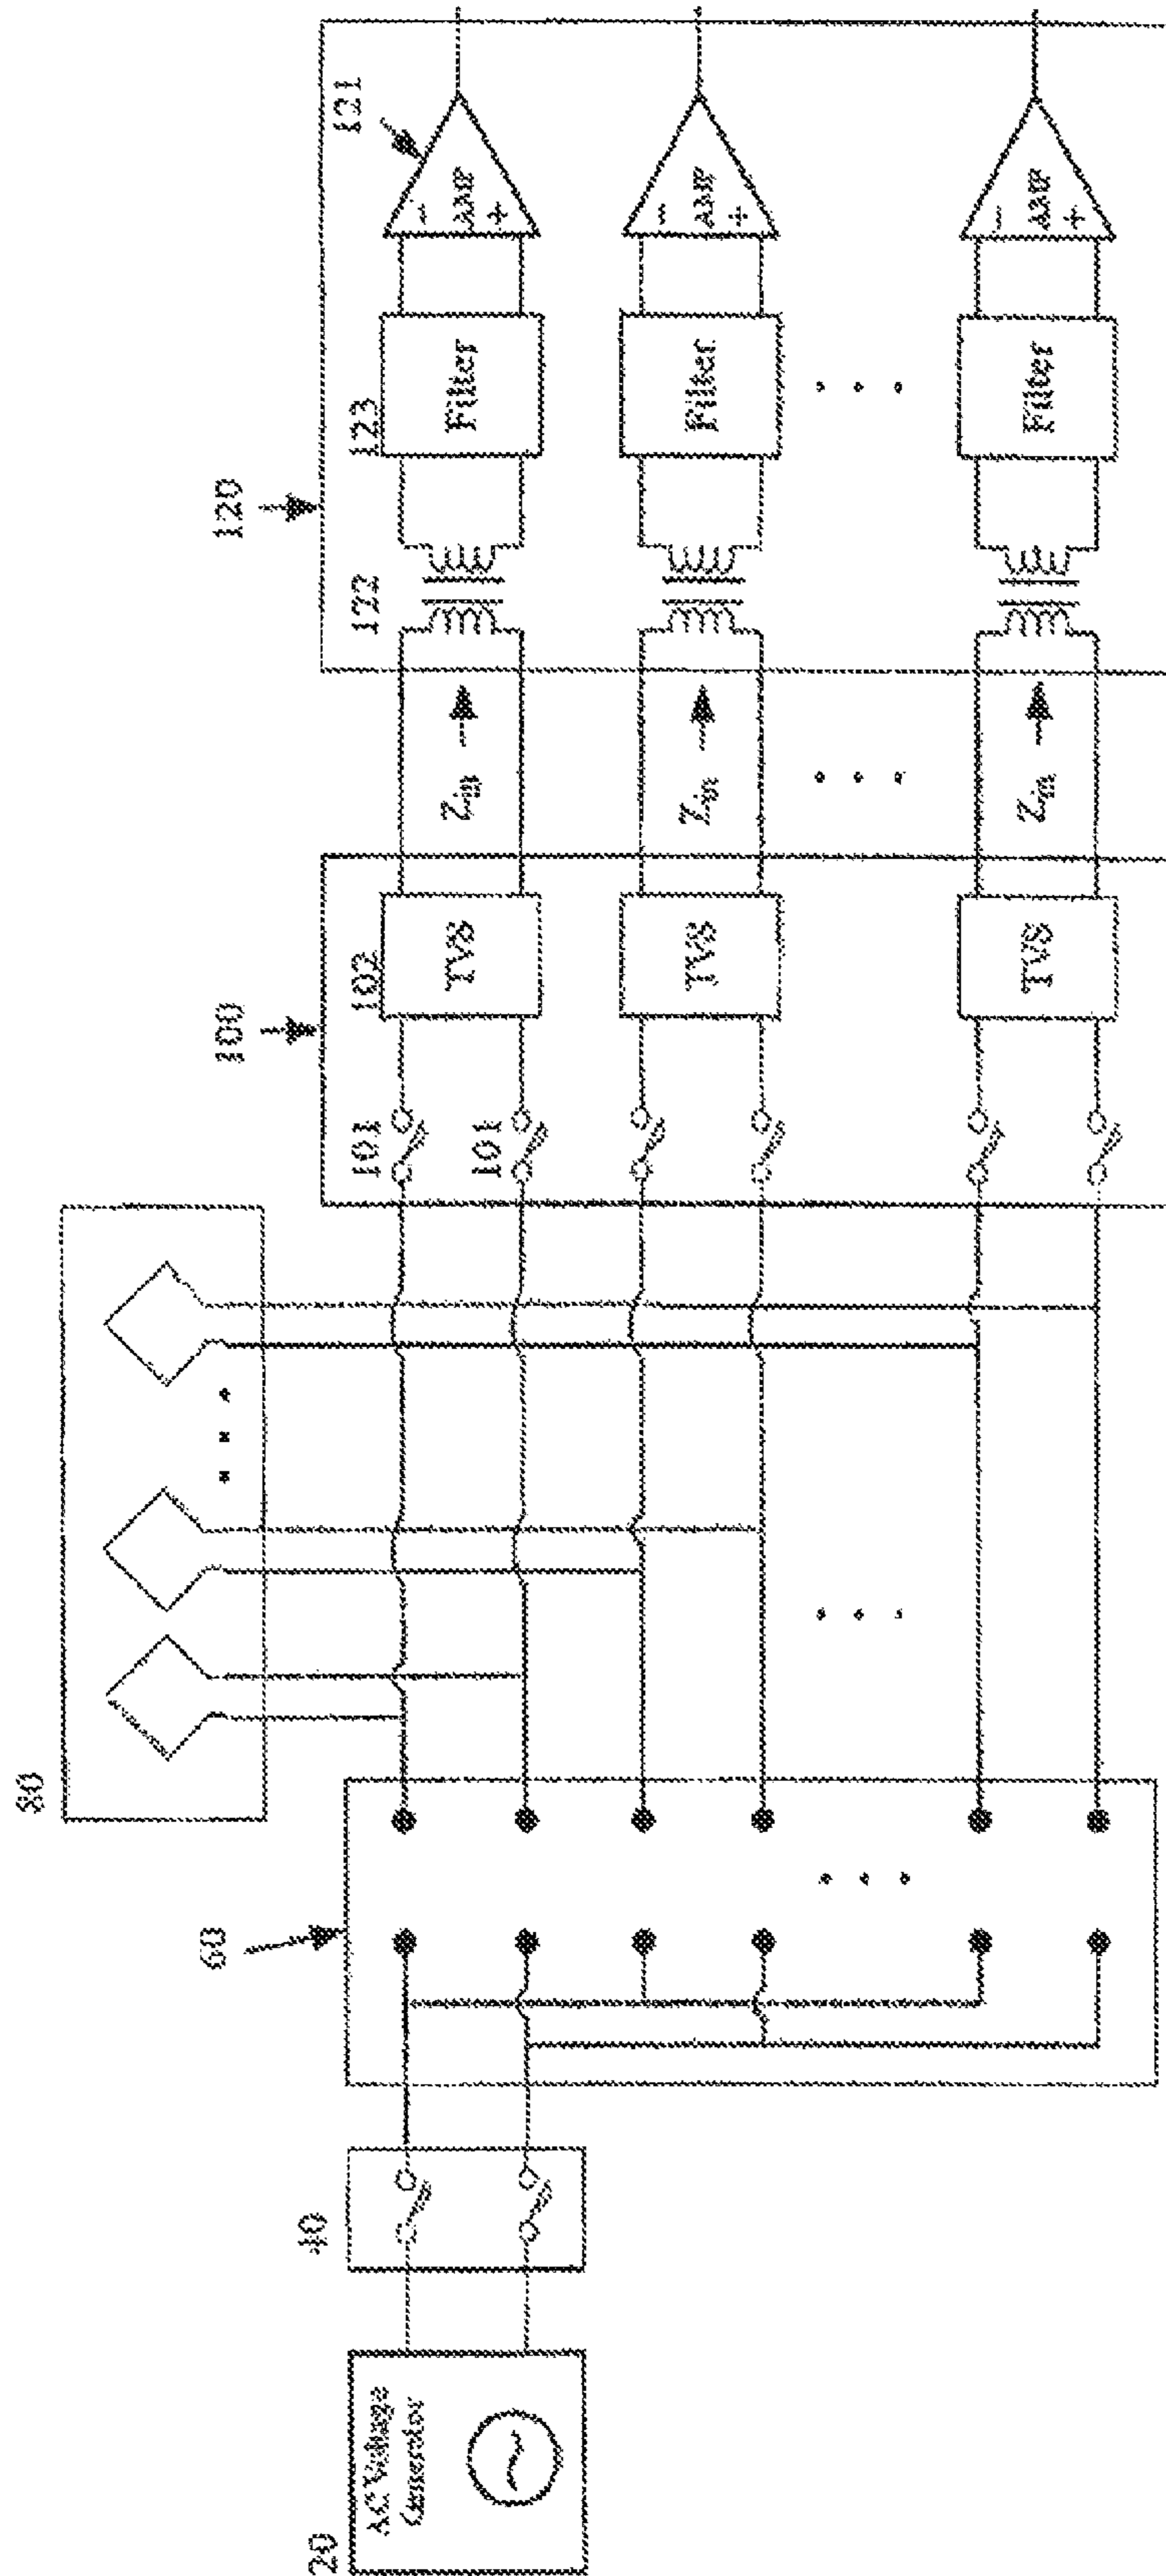 20
AC Voltage
Generator
40
60
80
100
101
101
102
TVS
TVS
TVS
Zin
Zin
Zin
120
122
123
Filter
Filter
Filter
121
−
AMP
+
−
AMP
+
−
AMP
+